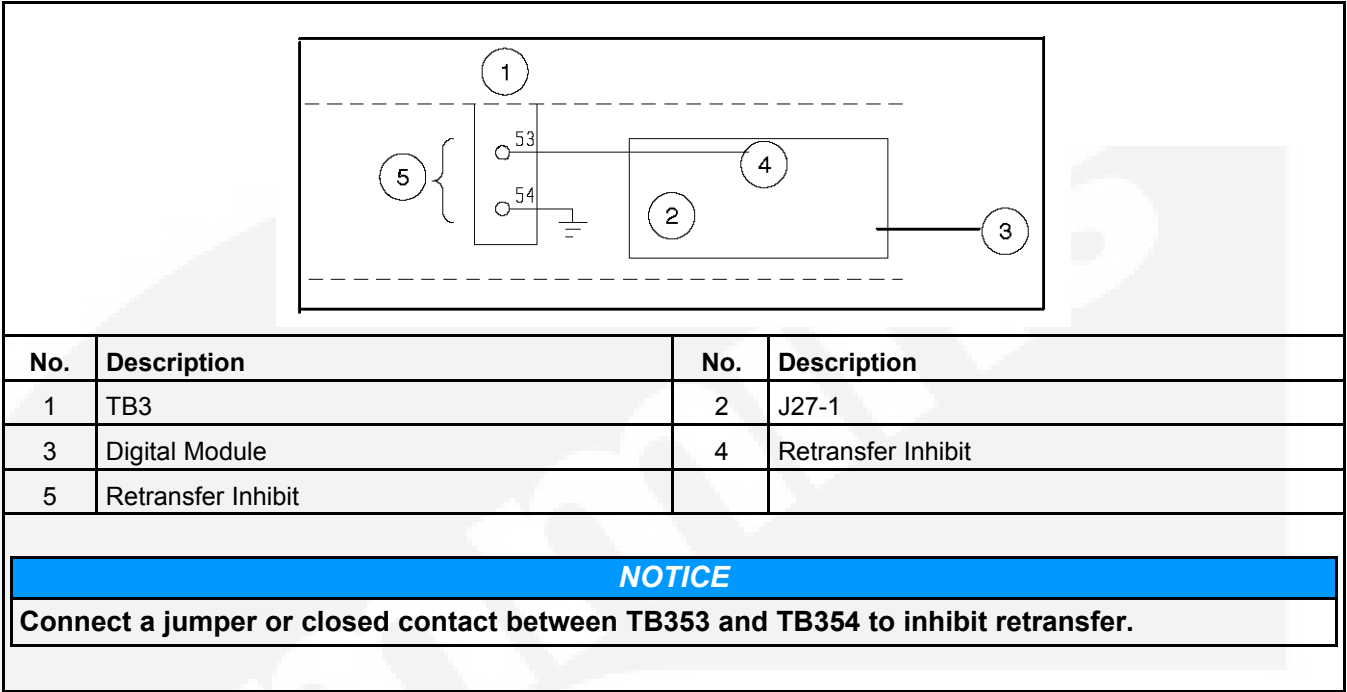 1
53
5
4
54
2
3
No. Description No. Description
1 TB3 2 J27-1
3 Digital Module 4 Retransfer Inhibit
5 Retransfer Inhibit
NOTICE
Connect a jumper or closed contact between TB353 and TB354 to inhibit retransfer.